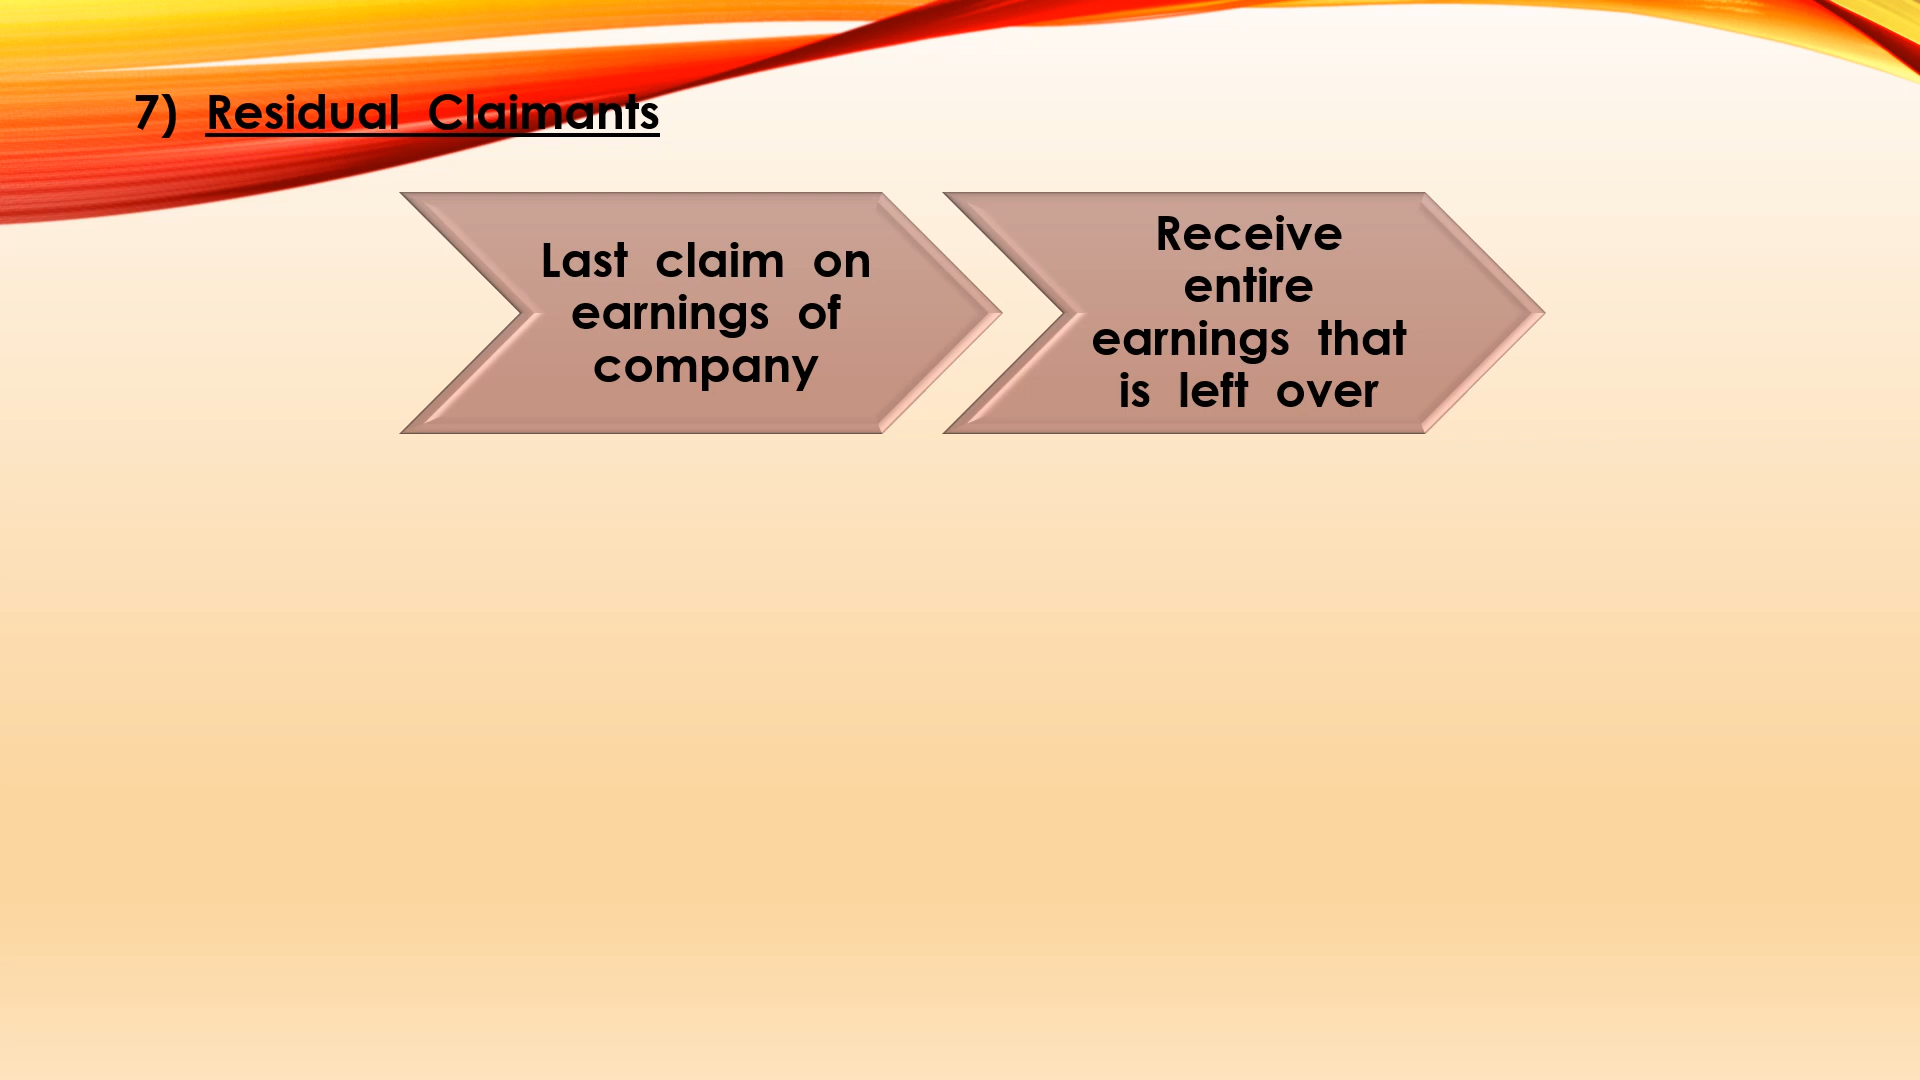 7) Residual Claimants
Last claim on
earnings of
company
Receive
entire
earnings that
is left over